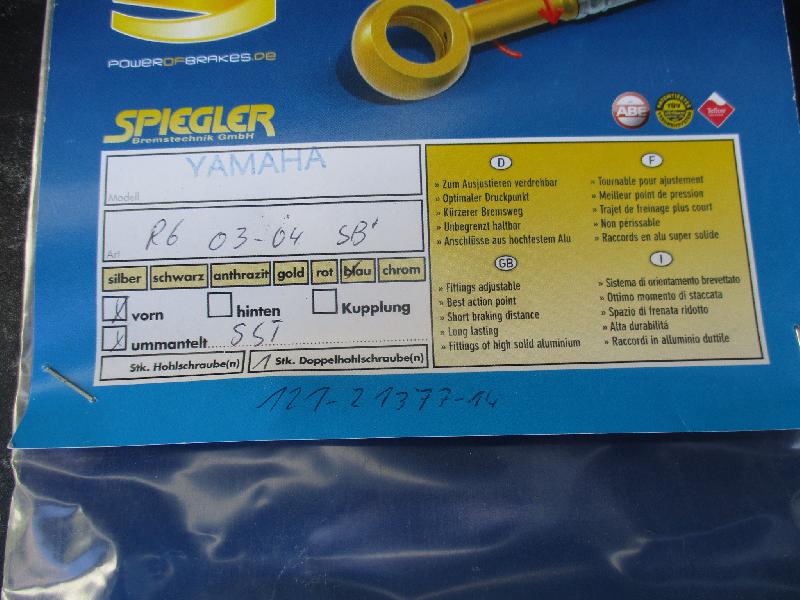 POWEROFBRAKES.DE
SPIEGLER
Bremstechnik GmbH
ABE
TÜV
Teflon
YAMAHA
Modell
R6 03-04 SB'
Art
silber schwarz anthrazit gold rot blau chrom
X vorn hinten Kupplung
X ummantelt SST
Stk. Hohlschraube(n) 1 Stk. Doppelhohlschraube(n)
121-21377-14
D
» Zum Ausjustieren verdrehbar
» Optimaler Druckpunkt
» Kürzerer Bremsweg
» Unbegrenzt haltbar
» Anschlüsse aus hochfestem Alu
F
» Tournable pour ajustement
» Meilleur point de pression
» Trajet de freinage plus court
» Non périssable
» Raccords en alu super solide
GB
» Fittings adjustable
» Best action point
» Short braking distance
» Long lasting
» Fittings of high solid aluminium
I
» Sistema di orientamento brevettato
» Ottimo momento di staccata
» Spazio di frenata ridotto
» Alta durabilitá
» Raccordi in alluminio duttile